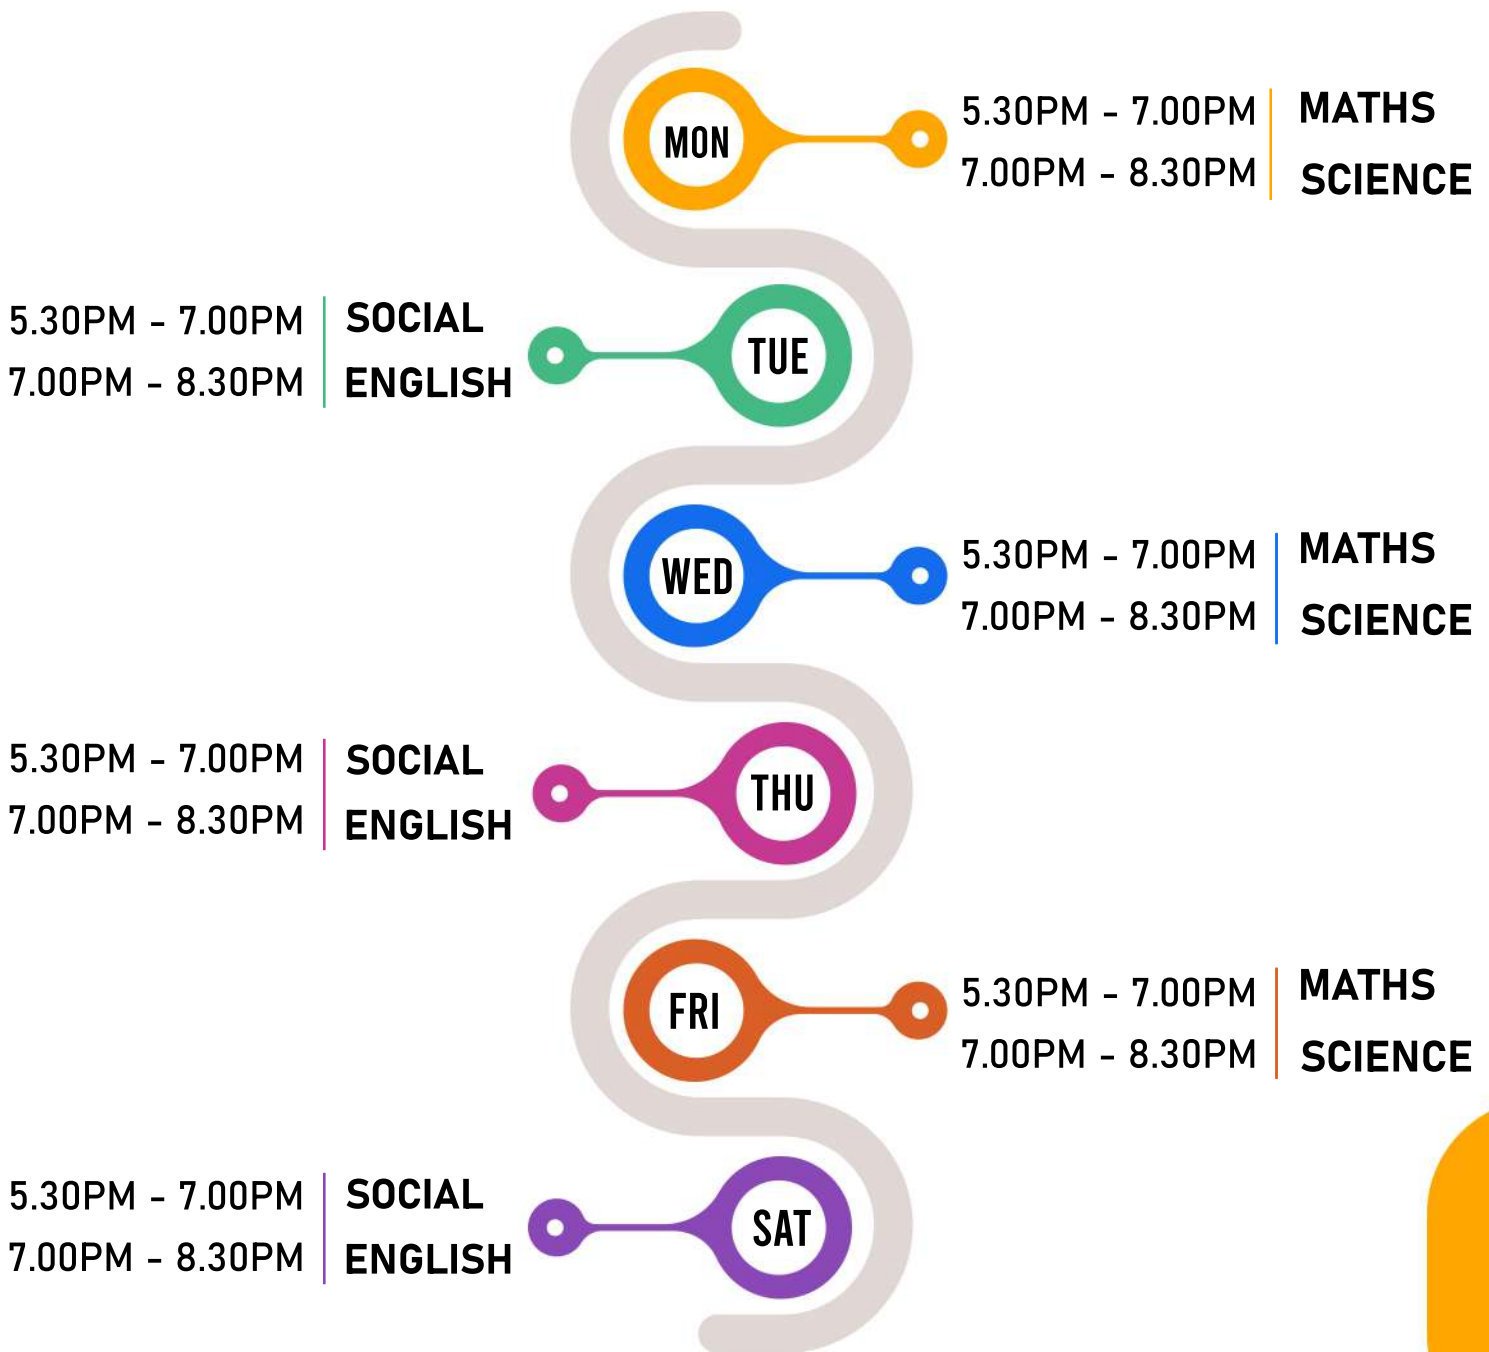 MON
5.30PM - 7.00PM MATHS
7.00PM - 8.30PM SCIENCE
5.30PM - 7.00PM SOCIAL
7.00PM - 8.30PM ENGLISH
TUE
WED
5.30PM - 7.00PM MATHS
7.00PM - 8.30PM SCIENCE
5.30PM - 7.00PM SOCIAL
7.00PM - 8.30PM ENGLISH
THU
FRI
5.30PM - 7.00PM MATHS
7.00PM - 8.30PM SCIENCE
5.30PM - 7.00PM SOCIAL
7.00PM - 8.30PM ENGLISH
SAT